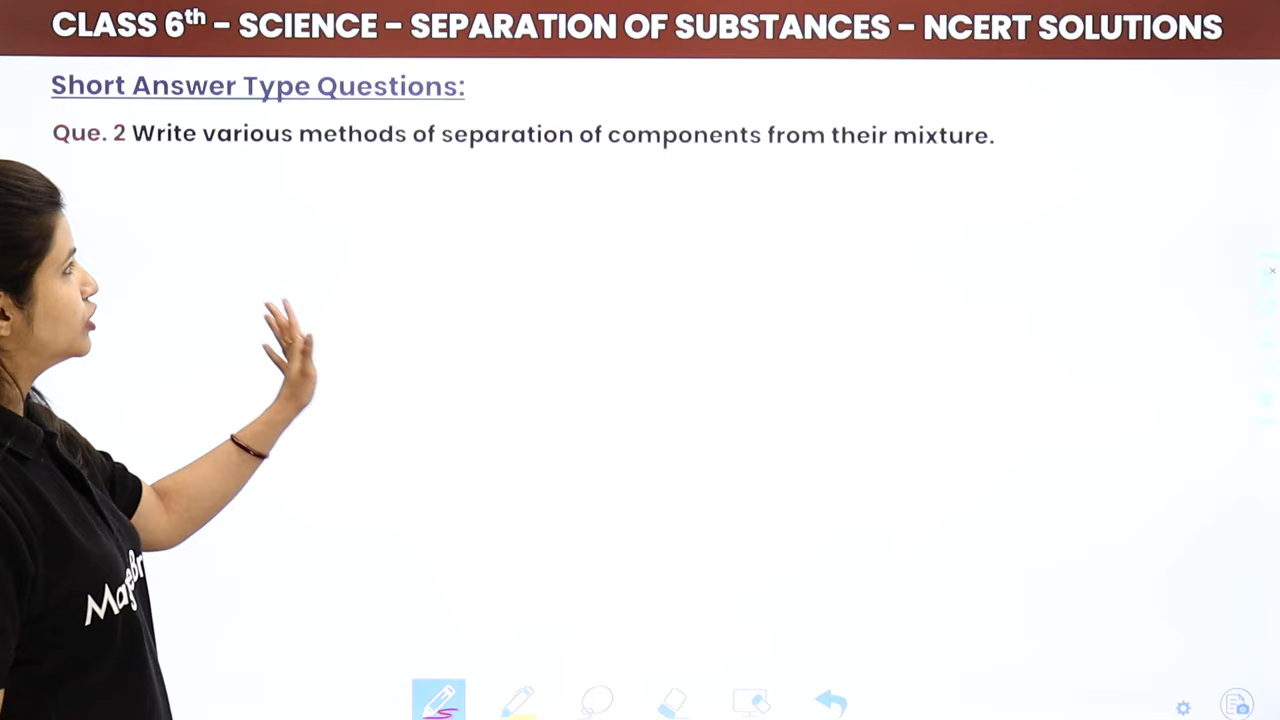 CLASS 6th – SCIENCE – SEPARATION OF SUBSTANCES – NCERT SOLUTIONS
Short Answer Type Questions:
Que. 2 Write various methods of separation of components from their mixture.